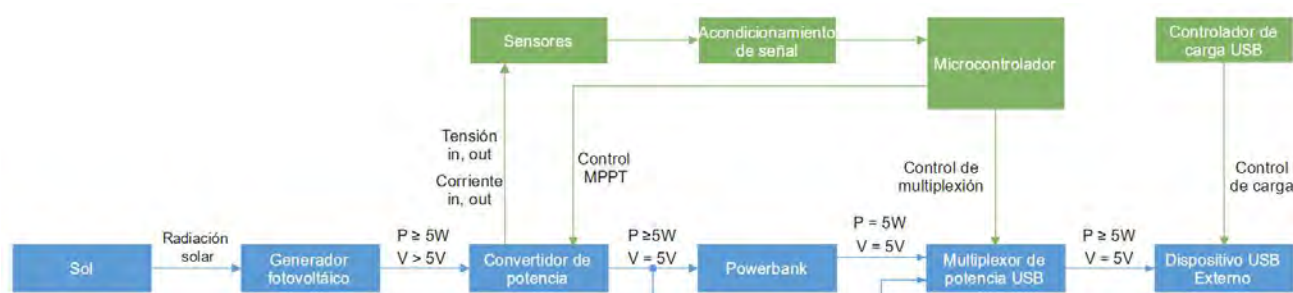 Sensores
Acondicionamiento
de señal
Microcontrolador
Controlador de
carga USB
Tensión
in, out
Corriente
in, out
Control
MPPT
Control de
multiplexión
Control
de carga
Sol
Radiación
solar
Generador
fotovoltáico
P ≥ 5W
V > 5V
Convertidor de
potencia
P ≥5W
V = 5V
Powerbank
P = 5W
V = 5V
Multiplexor de
potencia USB
P ≥ 5W
V = 5V
Dispositivo USB
Externo